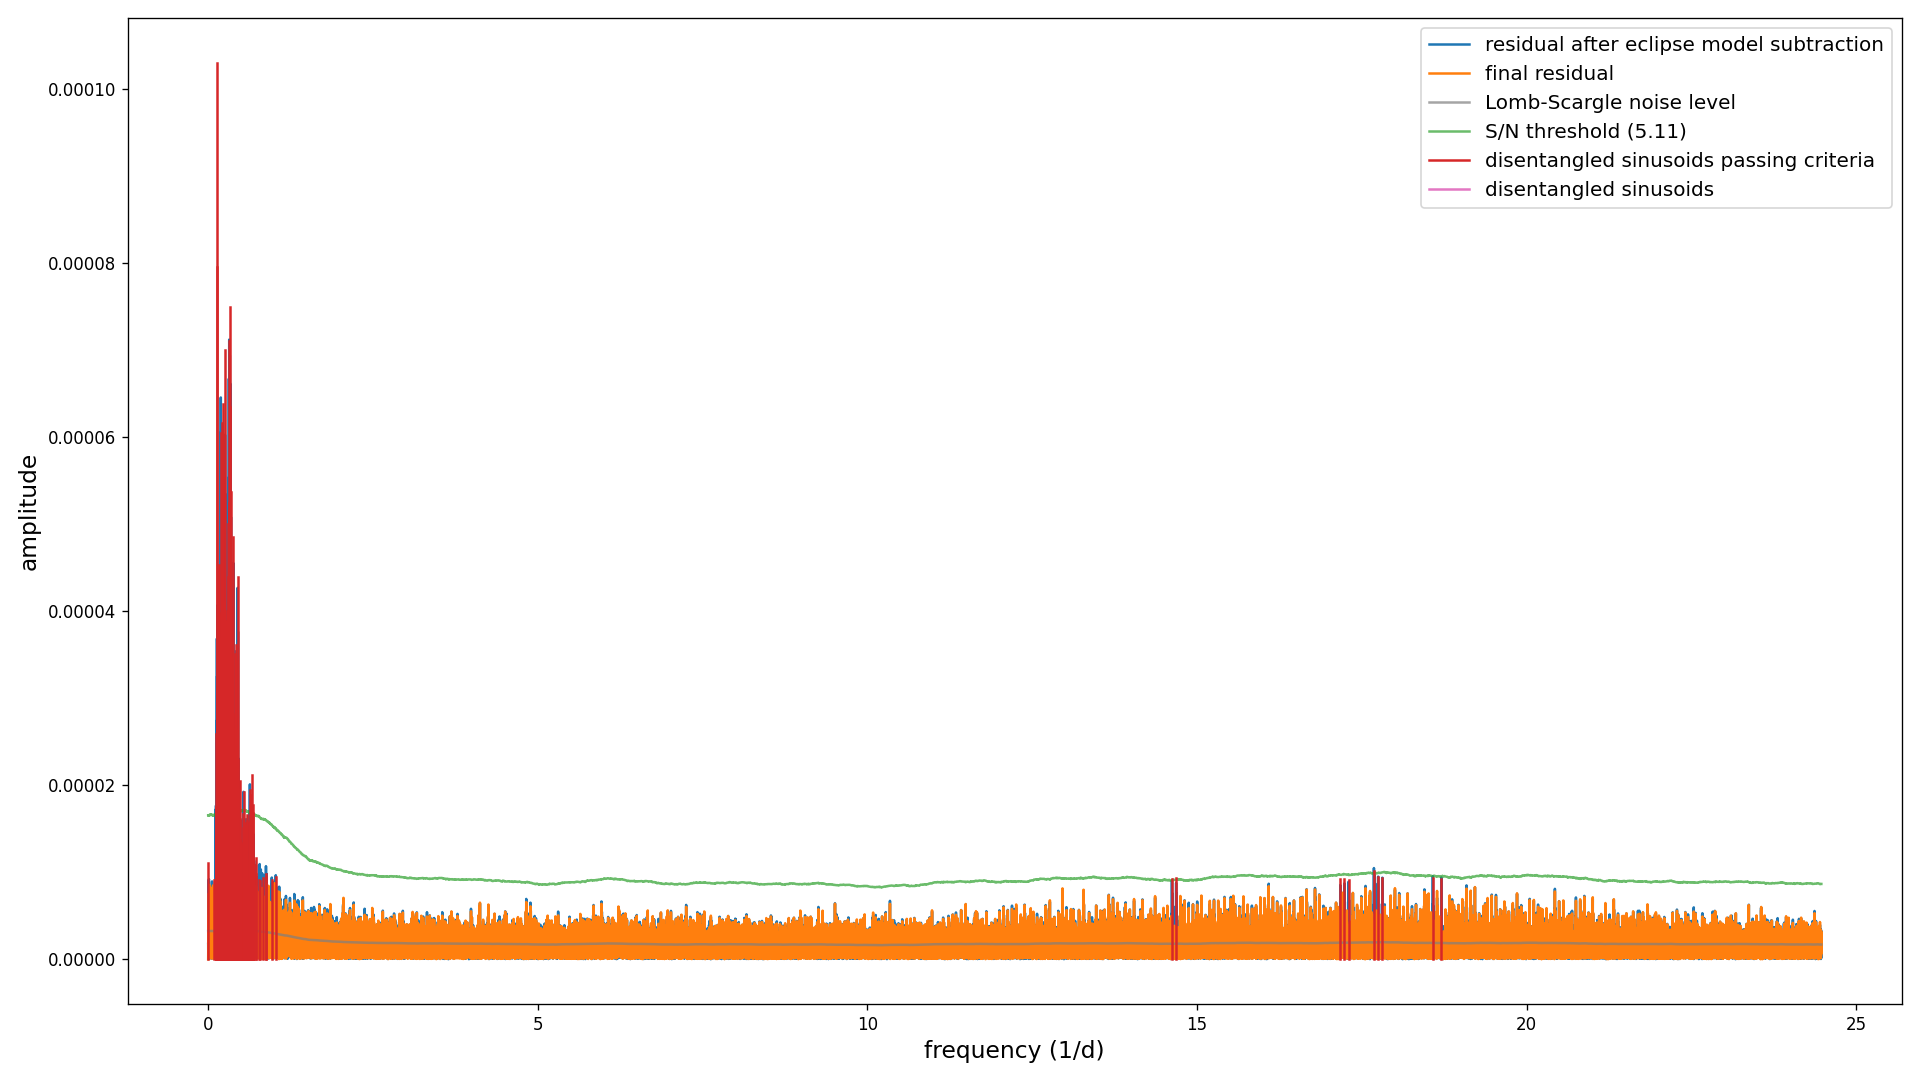 residual after eclipse model subtraction
final residual
Lomb-Scargle noise level
S/N threshold (5.11)
disentangled sinusoids passing criteria
disentangled sinusoids
0.00010
0.00008
0.00006
0.00004
0.00002
0.00000
amplitude
0 5 10 15 20 25
frequency (1/d)